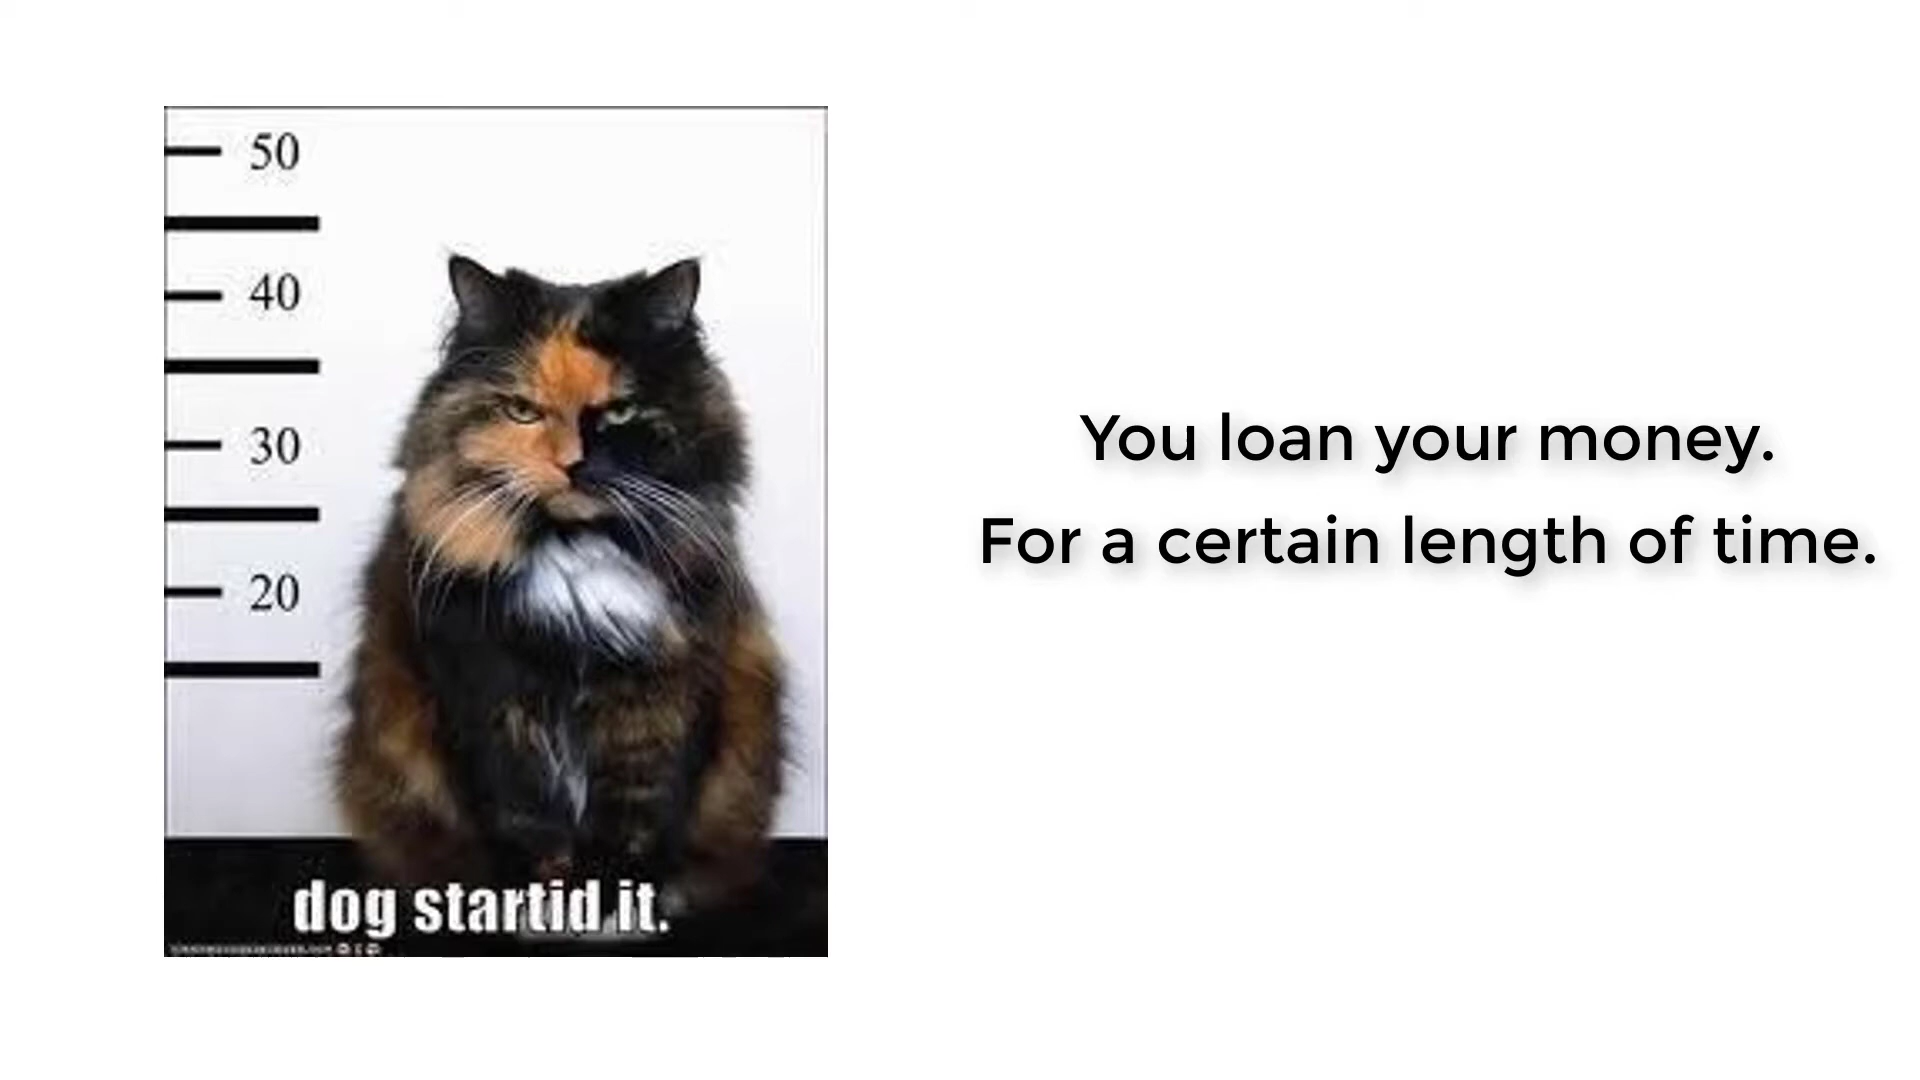 50
40
30
20
dog startid it.
You loan your money.
For a certain length of time.